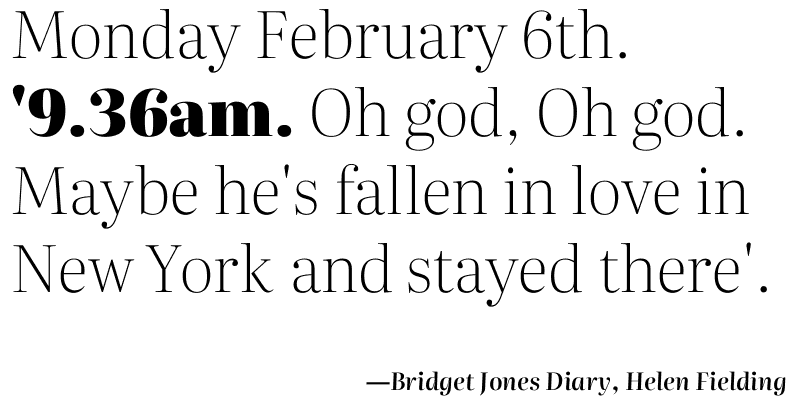 Monday February 6th.
'9.36am. Oh god, Oh god.
Maybe he's fallen in love in
New York and stayed there'.
—Bridget Jones Diary, Helen Fielding